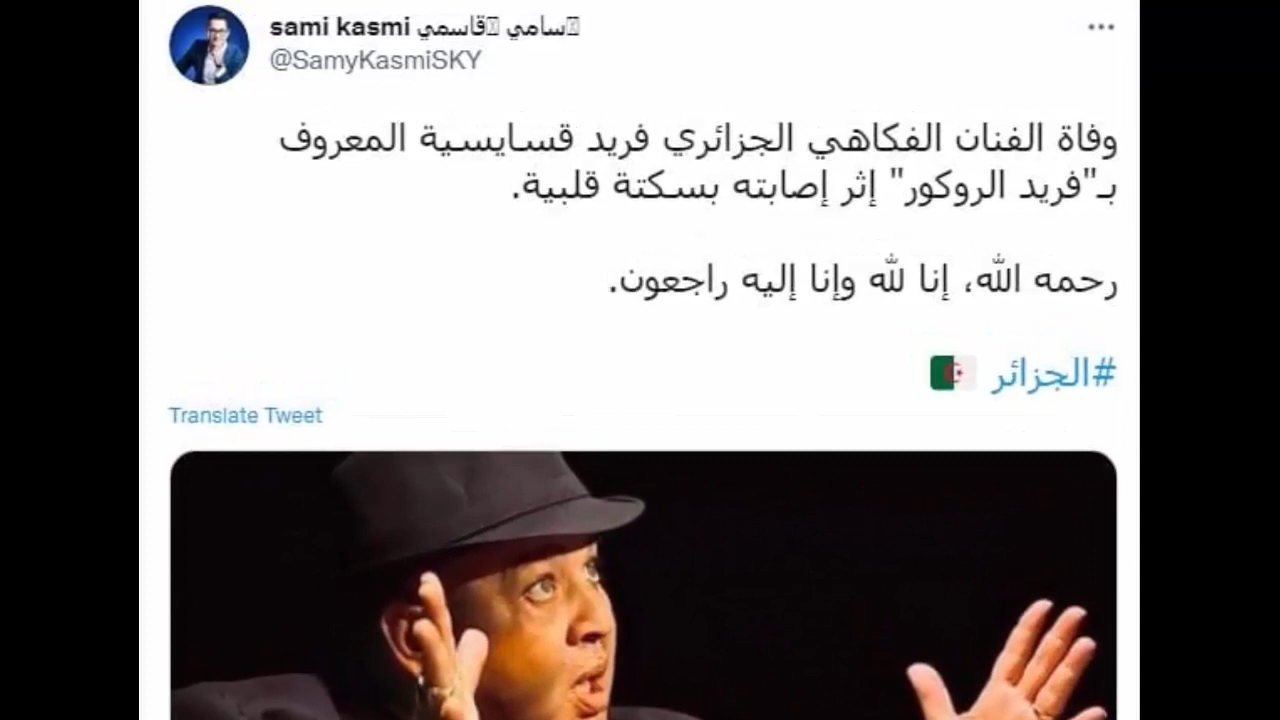 sami kasmi سامي قاسمي
@SamyKasmiSKY
وفاة الفنان الفكاهي الجزائري فريد قسايسية المعروف
بـ"فريد الروكور" إثر إصابته بسكتة قلبية.
رحمه الله، إنا لله وإنا إليه راجعون.
#الجزائر
Translate Tweet